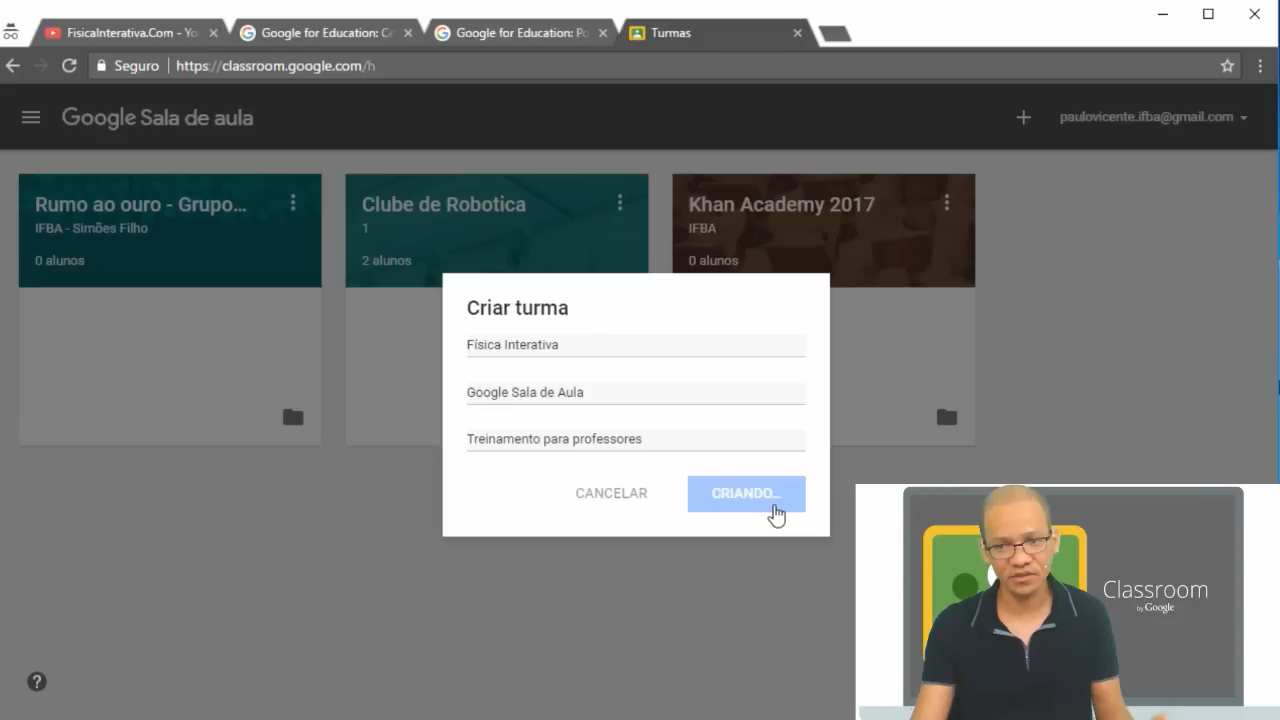 FisicaInterativa.Com - Yo
Google for Education: Ce
Google for Education: Po
Turmas
Seguro
https://classroom.google.com/h
Google Sala de aula
paulovicente.ifba@gmail.com
Rumo ao ouro - Grupo...
IFBA - Simões Filho
0 alunos
Clube de Robotica
1
2 alunos
Khan Academy 2017
IFBA
0 alunos
Criar turma
Física Interativa
Google Sala de Aula
Treinamento para professores
CANCELAR
CRIANDO...
Classroom
by Google